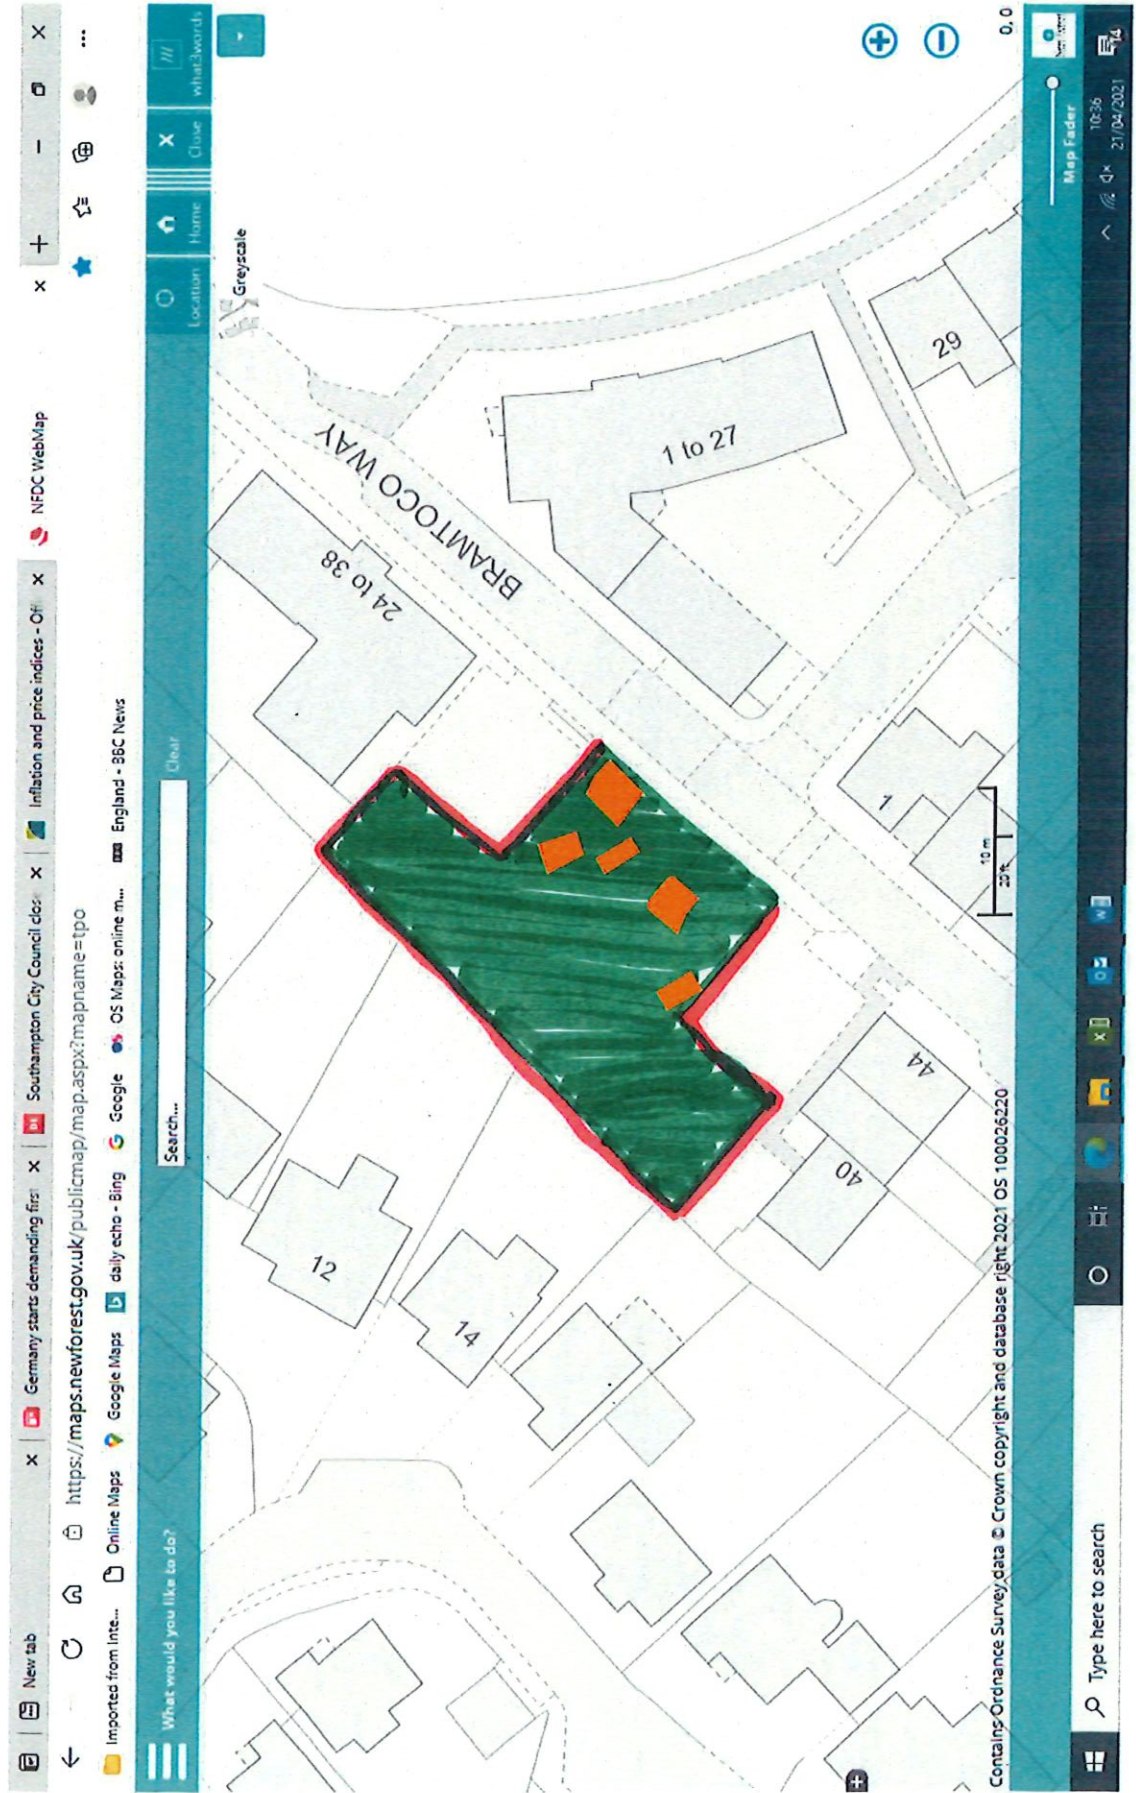 New tab
Germany starts demanding first
Southampton City Council clos
Inflation and price indices - Off
NFDC WebMap
https://maps.newforest.gov.uk/publicmap/map.aspx?mapname=tpo
Imported from Inte...
Online Maps
Google Maps
daily echo - Bing
Google
OS Maps: online m...
England - BBC News
What would you like to do?
Search...
Clear
Location
Home
Close
what3words
Greyscale
24 to 38
BRAMTOCO WAY
1 to 27
29
12
14
40
44
1
10 m
20 ft
Contains Ordnance Survey data © Crown copyright and database right 2021 OS 100026220
0, 0
Map Fader
Type here to search
10:36
21/04/2021
14